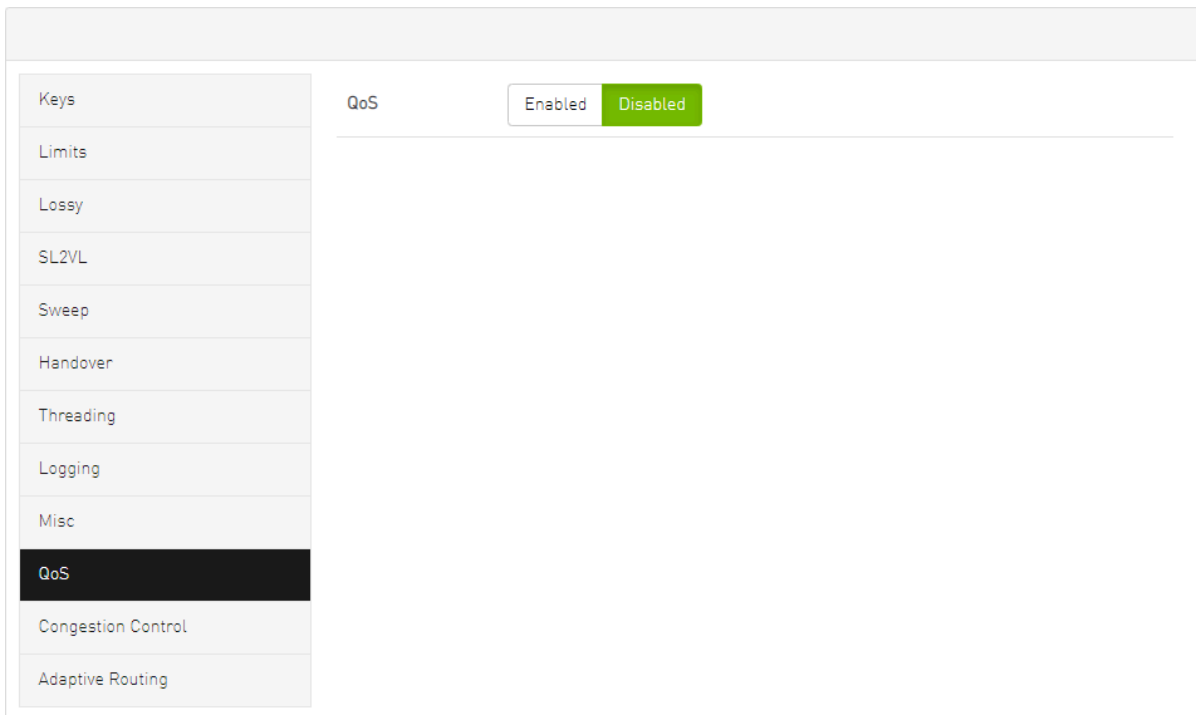 Keys
Limits
Lossy
SL2VL
Sweep
Handover
Threading
Logging
Misc
QoS
Congestion Control
Adaptive Routing
QoS
Enabled Disabled